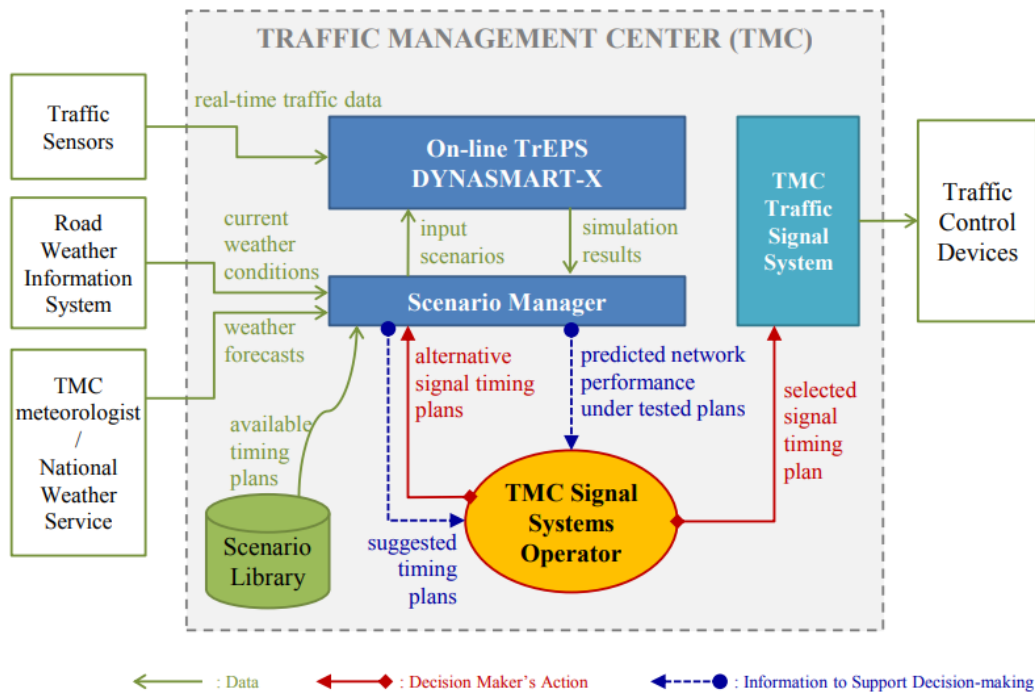 TRAFFIC MANAGEMENT CENTER (TMC)
Traffic
Sensors
real-time traffic data
On-line TrEPS
DYNASMART-X
TMC
Traffic
Signal
System
Traffic
Control
Devices
Road
Weather
Information
System
current
weather
conditions
input
scenarios
simulation
results
Scenario Manager
weather
forecasts
TMC
meteorologist
/
National
Weather
Service
available
timing
plans
alternative
signal timing
plans
predicted network
performance
under tested plans
selected
signal
timing
plan
Scenario
Library
suggested
timing
plans
TMC Signal
Systems
Operator
: Data
: Decision Maker's Action
: Information to Support Decision-making